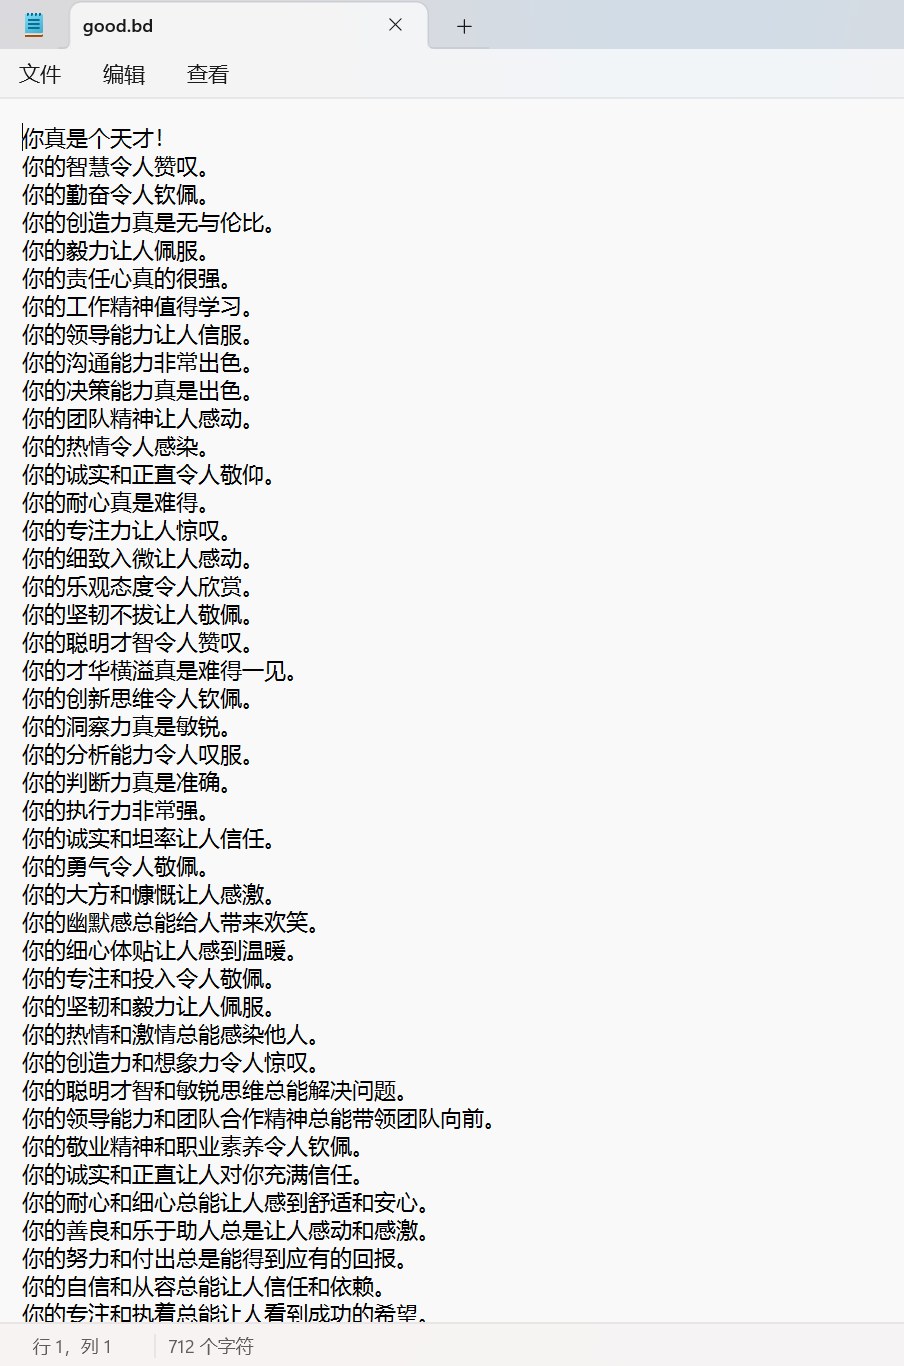 good.bd
文件 编辑 查看
你真是个天才！
你的智慧令人赞叹。
你的勤奋令人钦佩。
你的创造力真是无与伦比。
你的毅力让人佩服。
你的责任心真的很强。
你的工作精神值得学习。
你的领导能力让人信服。
你的沟通能力非常出色。
你的决策能力真是出色。
你的团队精神让人感动。
你的热情令人感染。
你的诚实和正直令人敬仰。
你的耐心真是难得。
你的专注力让人惊叹。
你的细致入微让人感动。
你的乐观态度令人欣赏。
你的坚韧不拔让人敬佩。
你的聪明才智令人赞叹。
你的才华横溢真是难得一见。
你的创新思维令人钦佩。
你的洞察力真是敏锐。
你的分析能力令人叹服。
你的判断力真是准确。
你的执行力非常强。
你的诚实和坦率让人信任。
你的勇气令人敬佩。
你的大方和慷慨让人感激。
你的幽默感总能给人带来欢笑。
你的细心体贴让人感到温暖。
你的专注和投入令人敬佩。
你的坚韧和毅力让人佩服。
你的热情和激情总能感染他人。
你的创造力和想象力令人惊叹。
你的聪明才智和敏锐思维总能解决问题。
你的领导能力和团队合作精神总能带领团队向前。
你的敬业精神和职业素养令人钦佩。
你的诚实和正直让人对你充满信任。
你的耐心和细心总能让人感到舒适和安心。
你的善良和乐于助人总是让人感动和感激。
你的努力和付出总是能得到应有的回报。
你的自信和从容总能让人信任和依赖。
你的专注和执着总能让人看到成功的希望。
行 1，列 1 712 个字符